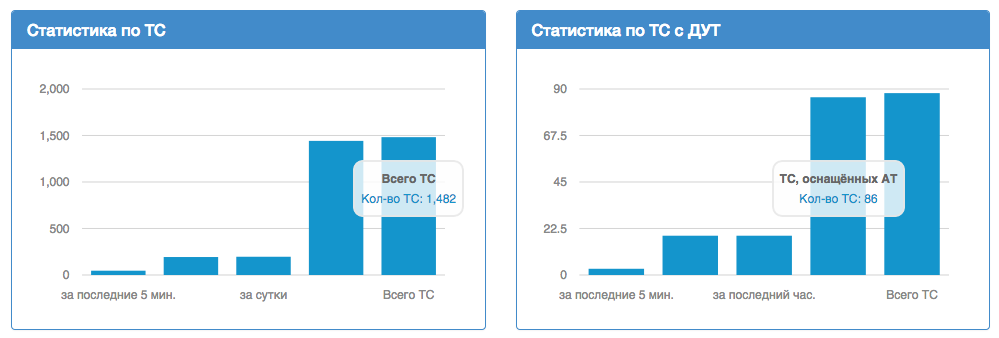 Статистика по ТС
2,000
1,500
1,000
500
0
Всего ТС
Кол-во ТС: 1,482
за последние 5 мин.
за сутки
Всего ТС
Статистика по ТС с ДУТ
90
67.5
45
22.5
0
ТС, оснащённых АТ
Кол-во ТС: 86
за последние 5 мин.
за последний час.
Всего ТС